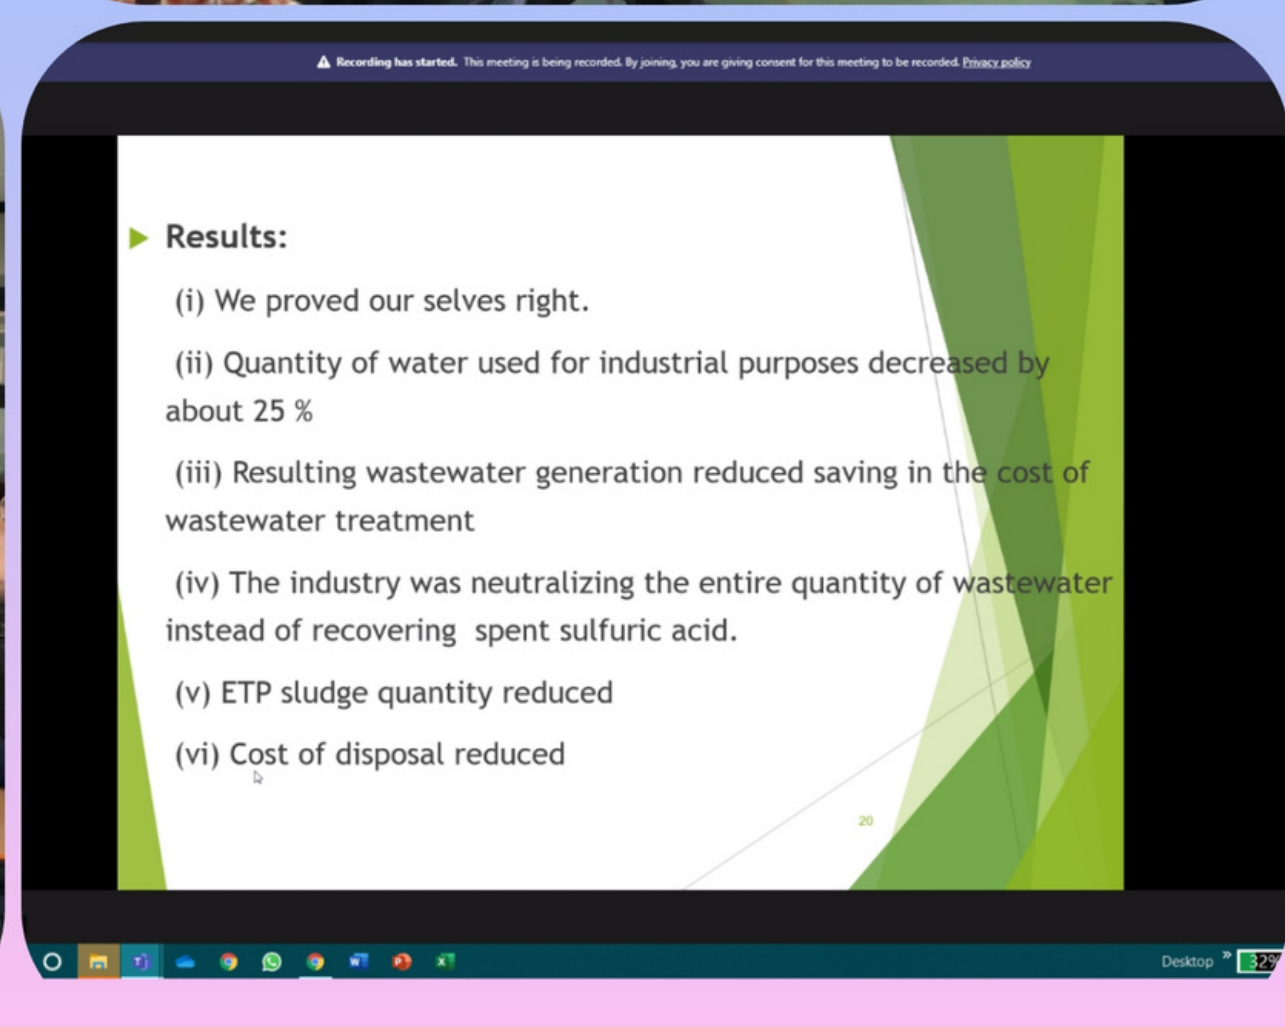 Recording has started. This meeting is being recorded. By joining, you are giving consent for this meeting to be recorded. Privacy policy
Results:
(i) We proved our selves right.
(ii) Quantity of water used for industrial purposes decreased by
about 25 %
(iii) Resulting wastewater generation reduced saving in the cost of
wastewater treatment
(iv) The industry was neutralizing the entire quantity of wastewater
instead of recovering spent sulfuric acid.
(v) ETP sludge quantity reduced
(vi) Cost of disposal reduced
20
Desktop » 32%